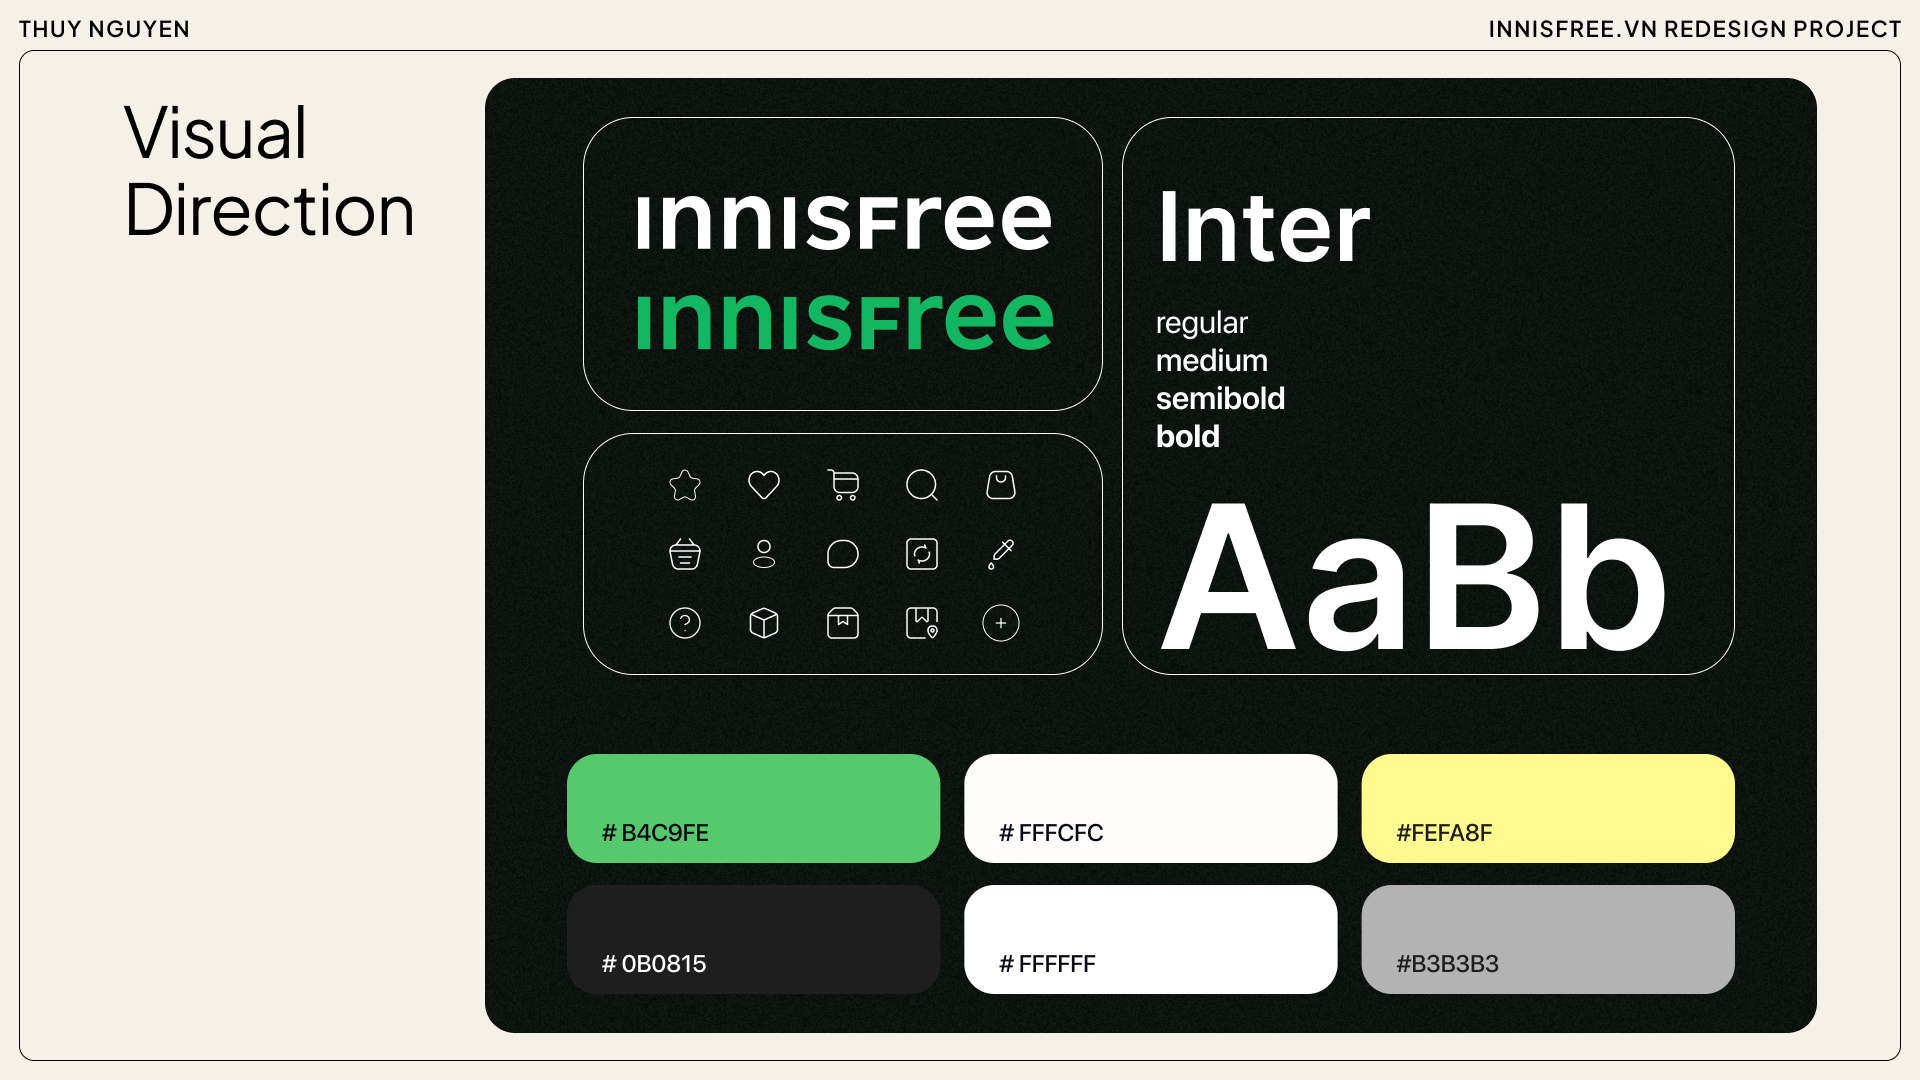 THUY NGUYEN
INNISFREE.VN REDESIGN PROJECT
Visual
Direction
innisfree
innisfree
Inter
regular
medium
semibold
bold
AaBb
?
# B4C9FE
# FFFCFC
#FEFA8F
# 0B0815
# FFFFFF
#B3B3B3